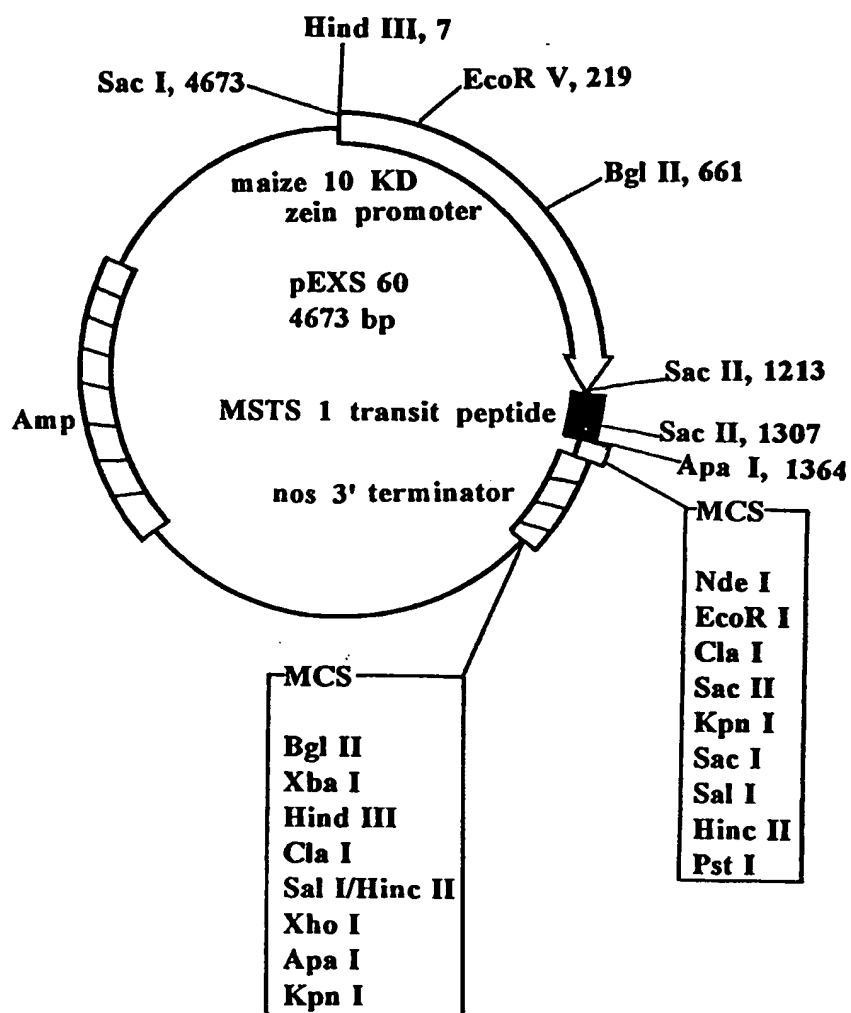 Hind III, 7
Sac I, 4673
EcoR V, 219
Bgl II, 661
maize 10 KD
zein promoter
pEXS 60
4673 bp
Sac II, 1213
MSTS 1 transit peptide
Sac II, 1307
Amp
Apa I, 1364
nos 3' terminator
MCS
Nde I
EcoR I
Cla I
Sac II
Kpn I
Sac I
Sal I
Hinc II
Pst I
MCS
Bgl II
Xba I
Hind III
Cla I
Sal I/Hinc II
Xho I
Apa I
Kpn I